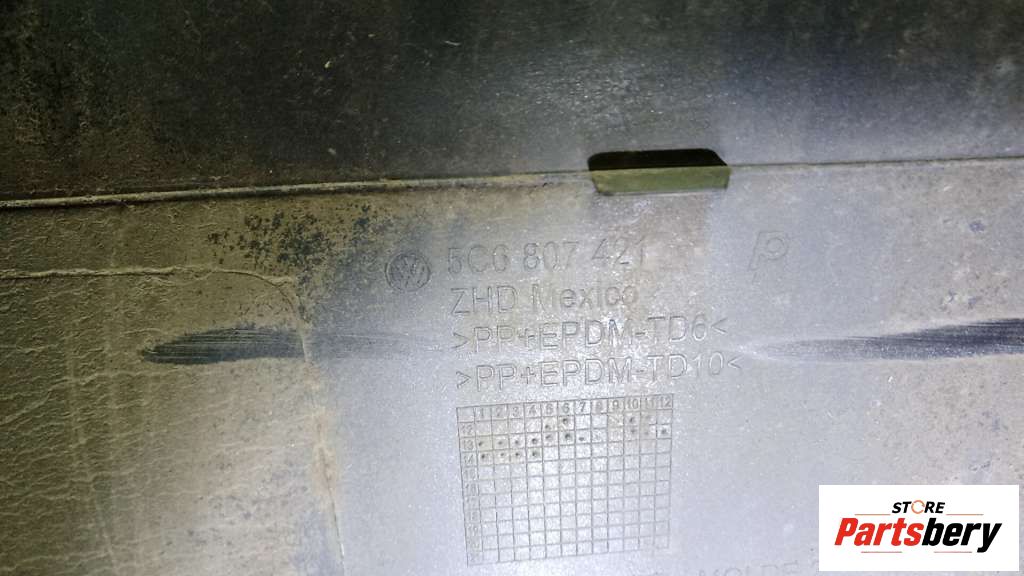 5C6 807 421
ZHD Mexico
>PP+EPDM-TD6<
>PP+EPDM-TD10<
1 2 3 4 5 6 7 8 9 10 11 12
STORE
Partsbery